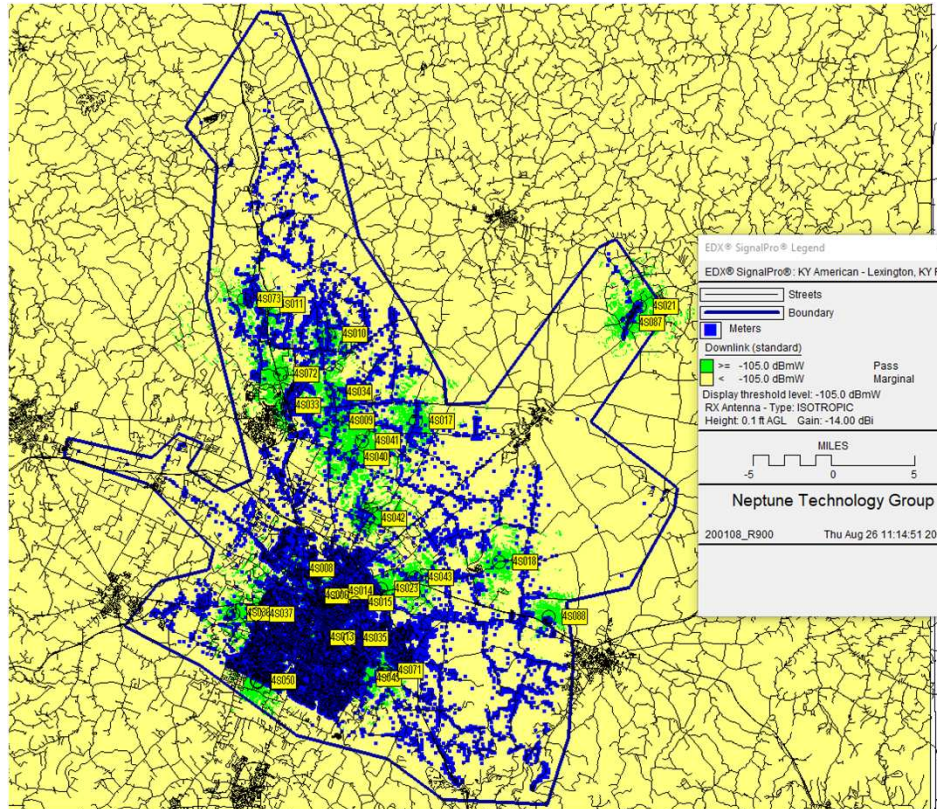 EDX® SignalPro® Legend
EDX® SignalPro®: KY American - Lexington, KY
Streets
Boundary
Meters
Downlink (standard)
>= -105.0 dBmW Pass
< -105.0 dBmW Marginal
Display threshold level: -105.0 dBmW
RX Antenna - Type: ISOTROPIC
Height: 0.1 ft AGL Gain: -14.00 dBi
MILES
-5 0 5
Neptune Technology Group
200108_R900 Thu Aug 26 11:14:51
4S021
4S087
4S073
4S011
4S010
4S072
4S034
4S033
4S009
4S017
4S041
4S040
4S042
4S018
4S008
4S043
4S023
4S014
4S015
4S037
4S088
4S013
4S035
4S071
4S050